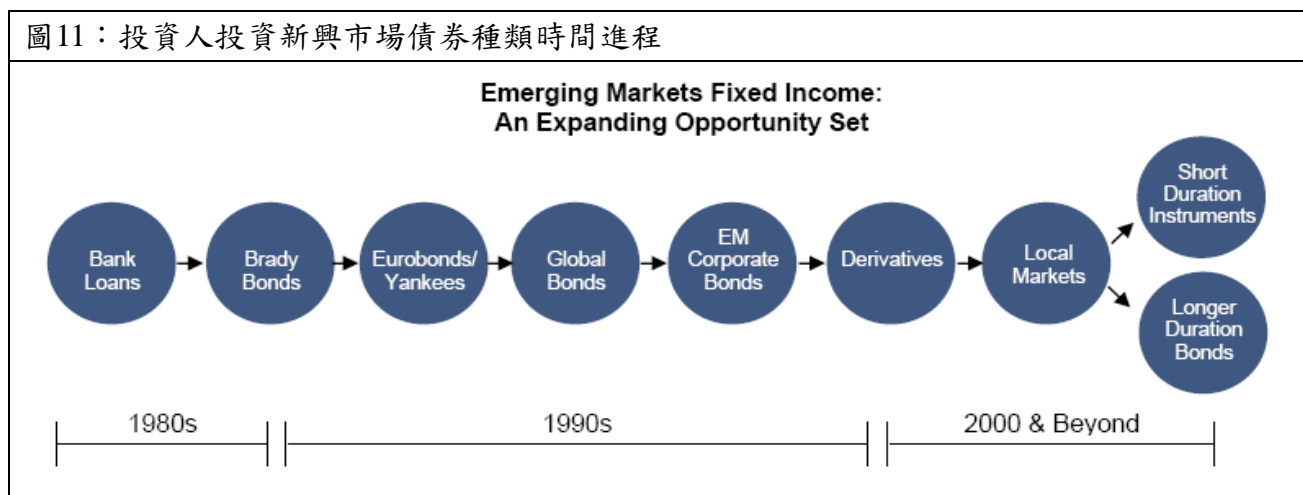 圖11：投資人投資新興市場債券種類時間進程
Emerging Markets Fixed Income:
An Expanding Opportunity Set
Bank
Loans
Brady
Bonds
Eurobonds/
Yankees
Global
Bonds
EM
Corporate
Bonds
Derivatives
Local
Markets
Short
Duration
Instruments
Longer
Duration
Bonds
1980s
1990s
2000 & Beyond